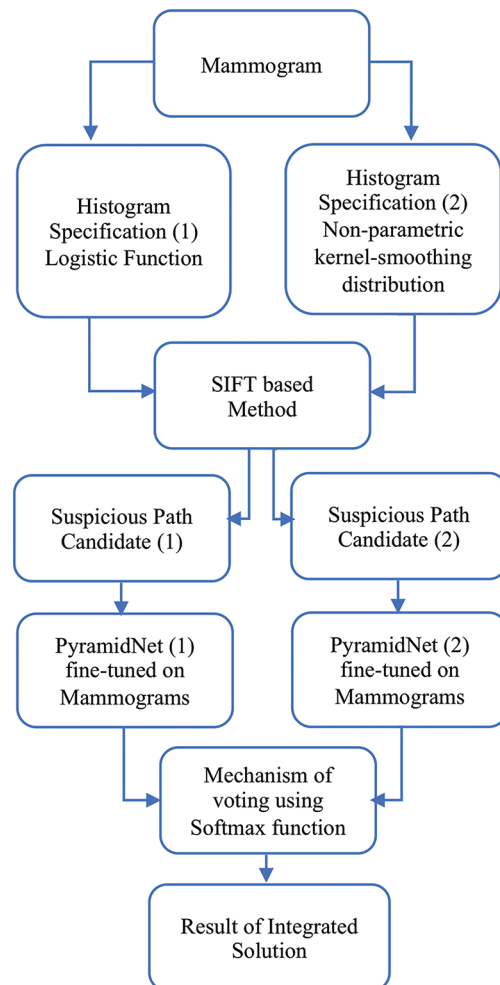 Mammogram
Histogram
Specification (1)
Logistic Function
Histogram
Specification (2)
Non-parametric
kernel-smoothing
distribution
SIFT based
Method
Suspicious Path
Candidate (1)
Suspicious Path
Candidate (2)
PyramidNet (1)
fine-tuned on
Mammograms
PyramidNet (2)
fine-tuned on
Mammograms
Mechanism of
voting using
Softmax function
Result of Integrated
Solution